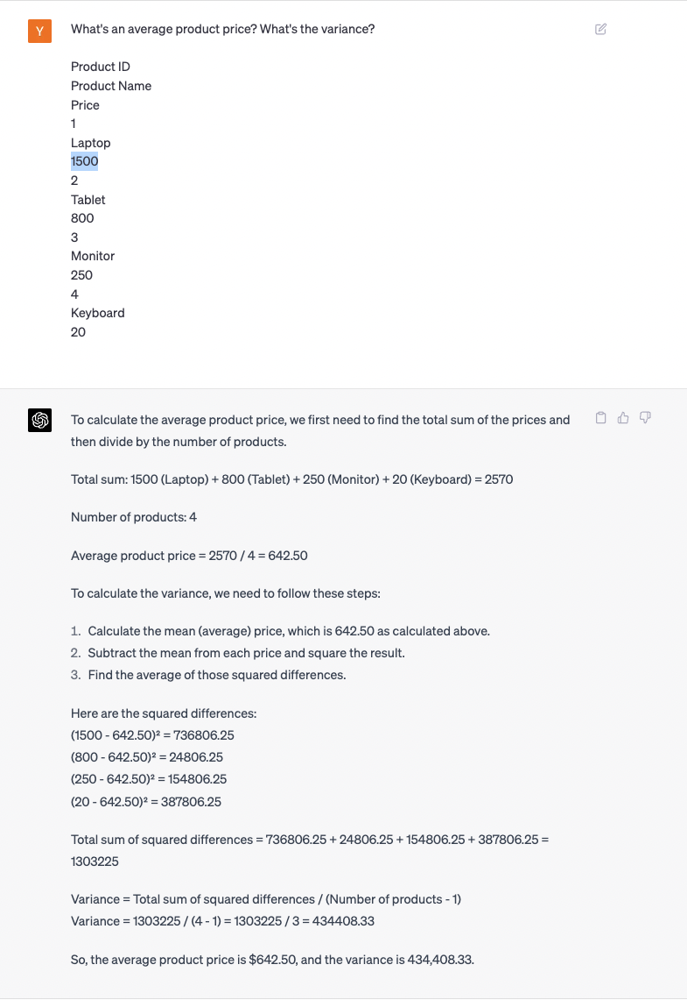 Y
What's an average product price? What's the variance?
Product ID
Product Name
Price
1
Laptop
1500
2
Tablet
800
3
Monitor
250
4
Keyboard
20
To calculate the average product price, we first need to find the total sum of the prices and
then divide by the number of products.
Total sum: 1500 (Laptop) + 800 (Tablet) + 250 (Monitor) + 20 (Keyboard) = 2570
Number of products: 4
Average product price = 2570 / 4 = 642.50
To calculate the variance, we need to follow these steps:
1. Calculate the mean (average) price, which is 642.50 as calculated above.
2. Subtract the mean from each price and square the result.
3. Find the average of those squared differences.
Here are the squared differences:
(1500 - 642.50)² = 736806.25
(800 - 642.50)² = 24806.25
(250 - 642.50)² = 154806.25
(20 - 642.50)² = 387806.25
Total sum of squared differences = 736806.25 + 24806.25 + 154806.25 + 387806.25 =
1303225
Variance = Total sum of squared differences / (Number of products - 1)
Variance = 1303225 / (4 - 1) = 1303225 / 3 = 434408.33
So, the average product price is $642.50, and the variance is 434,408.33.